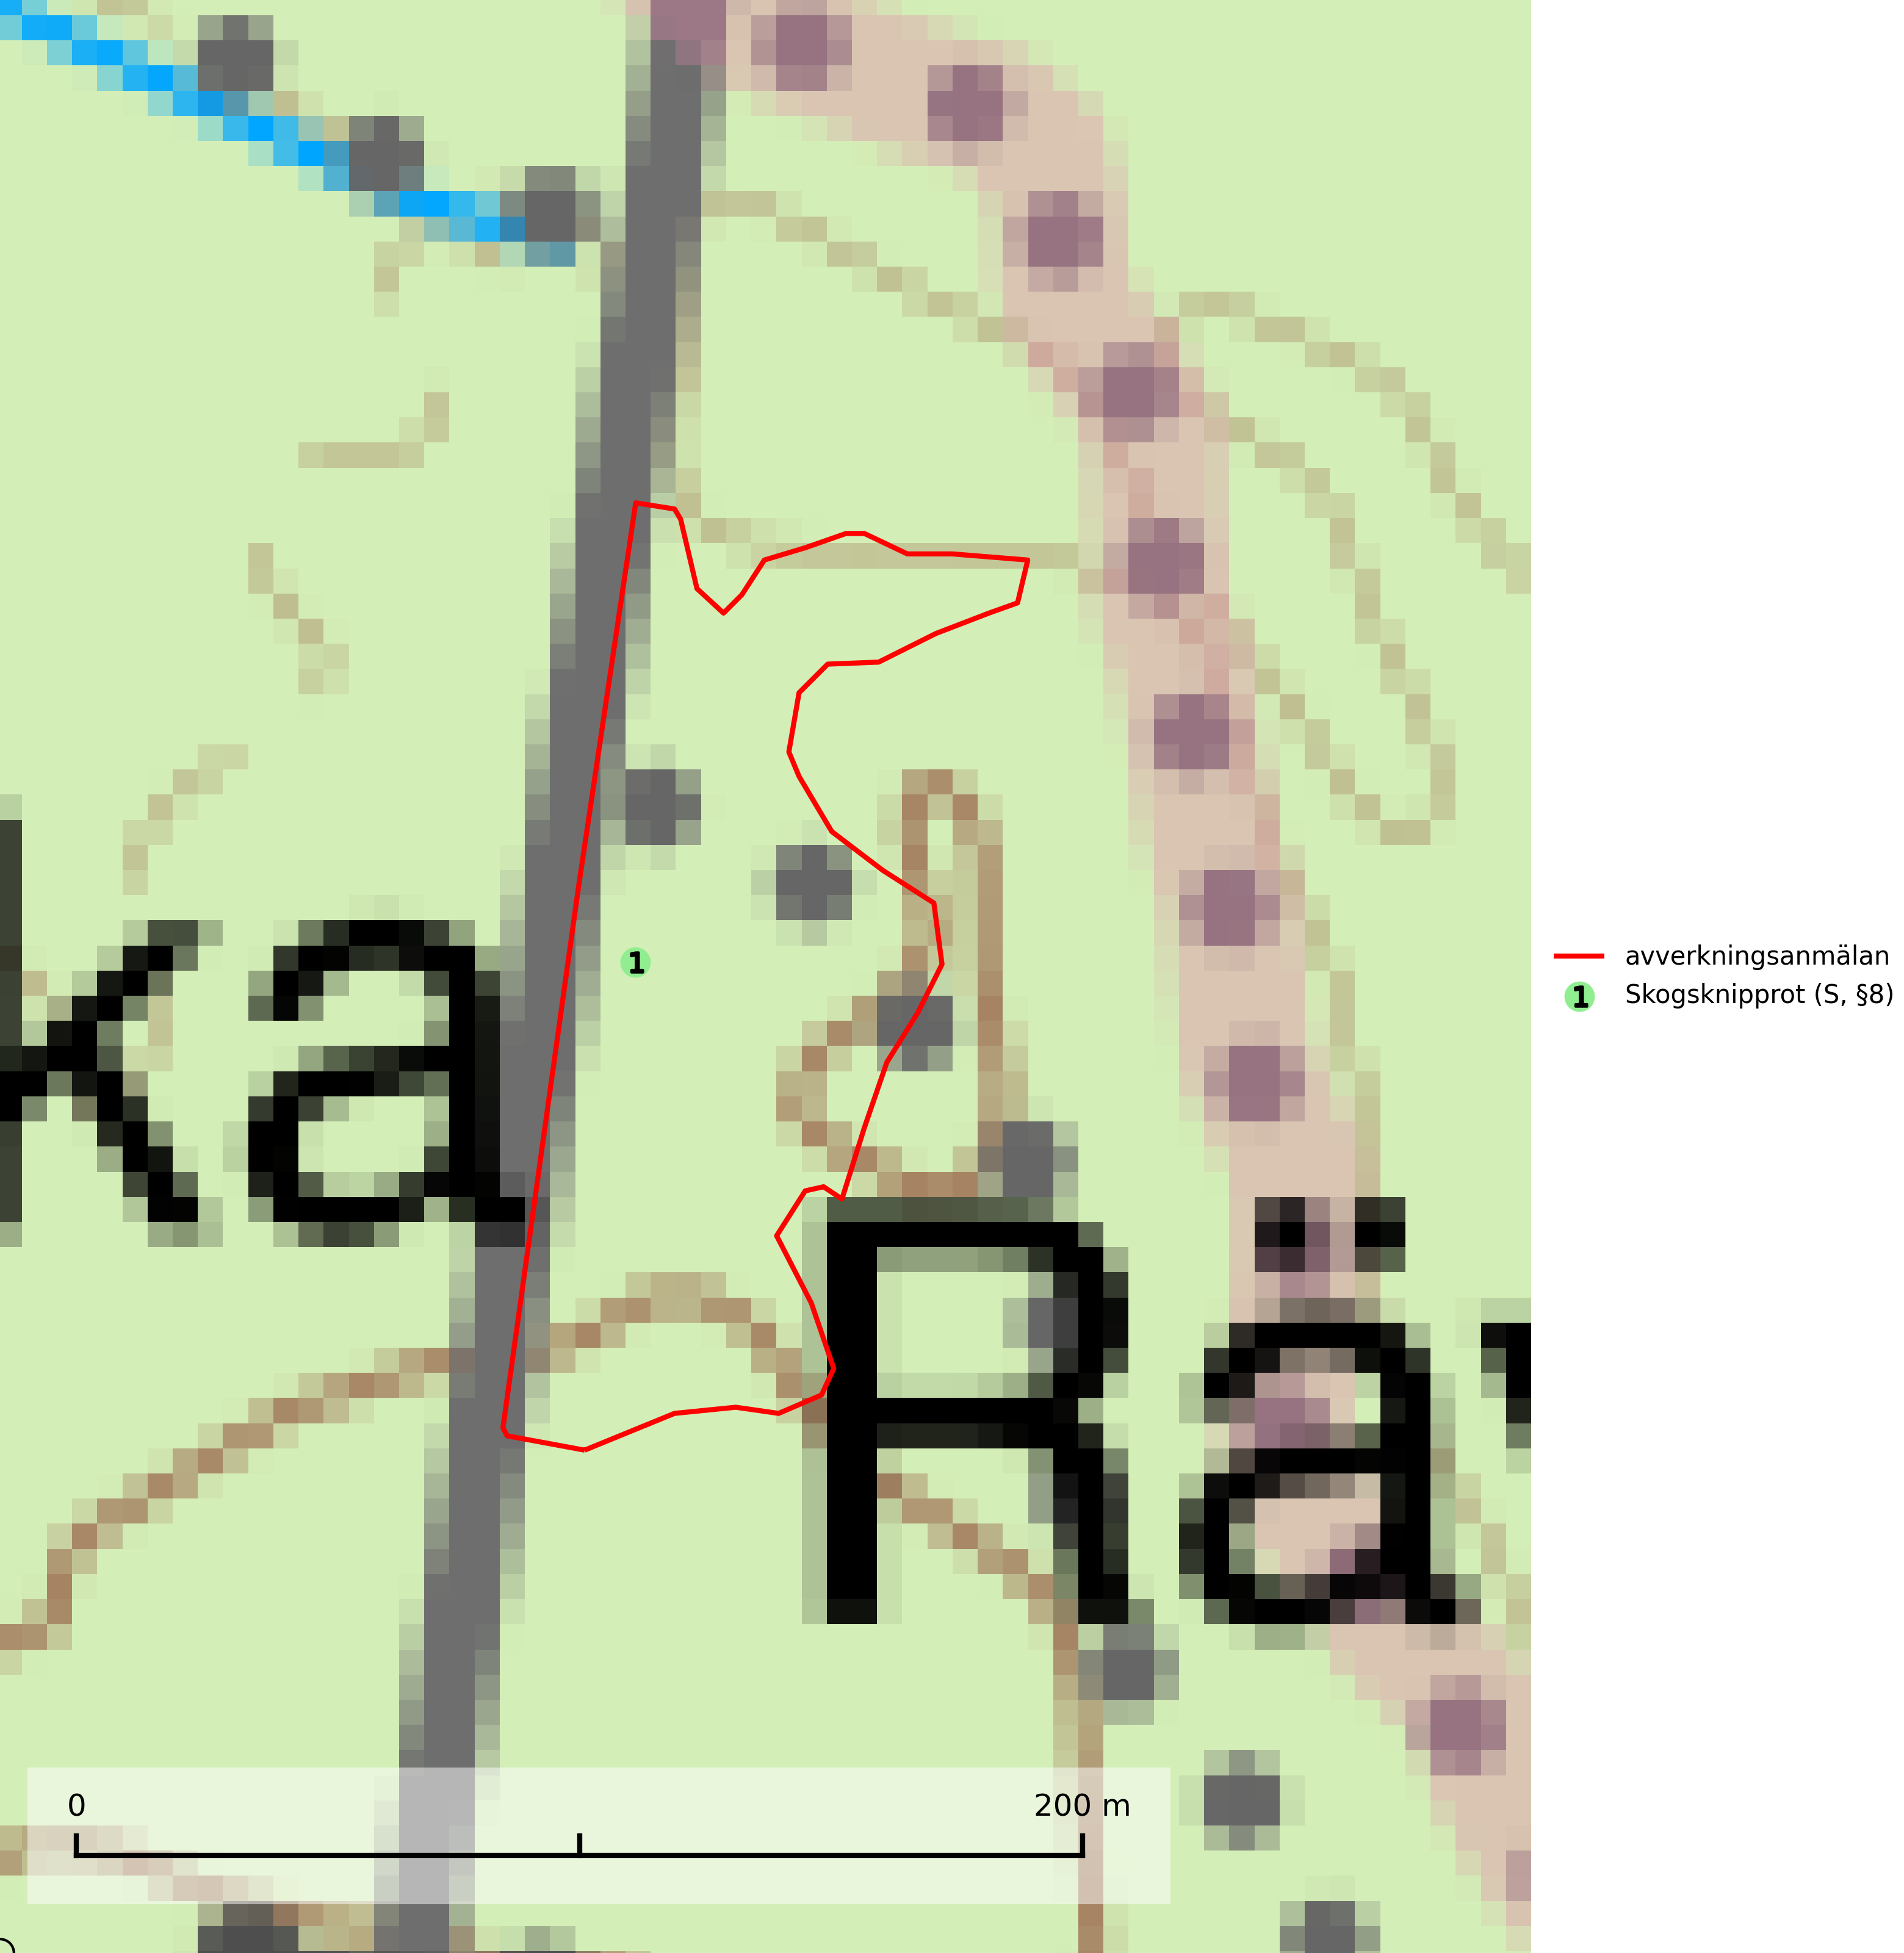 ka
Rä
1
avverkningsanmälan
1 Skogsknipprot (S, §8)
0 200 m